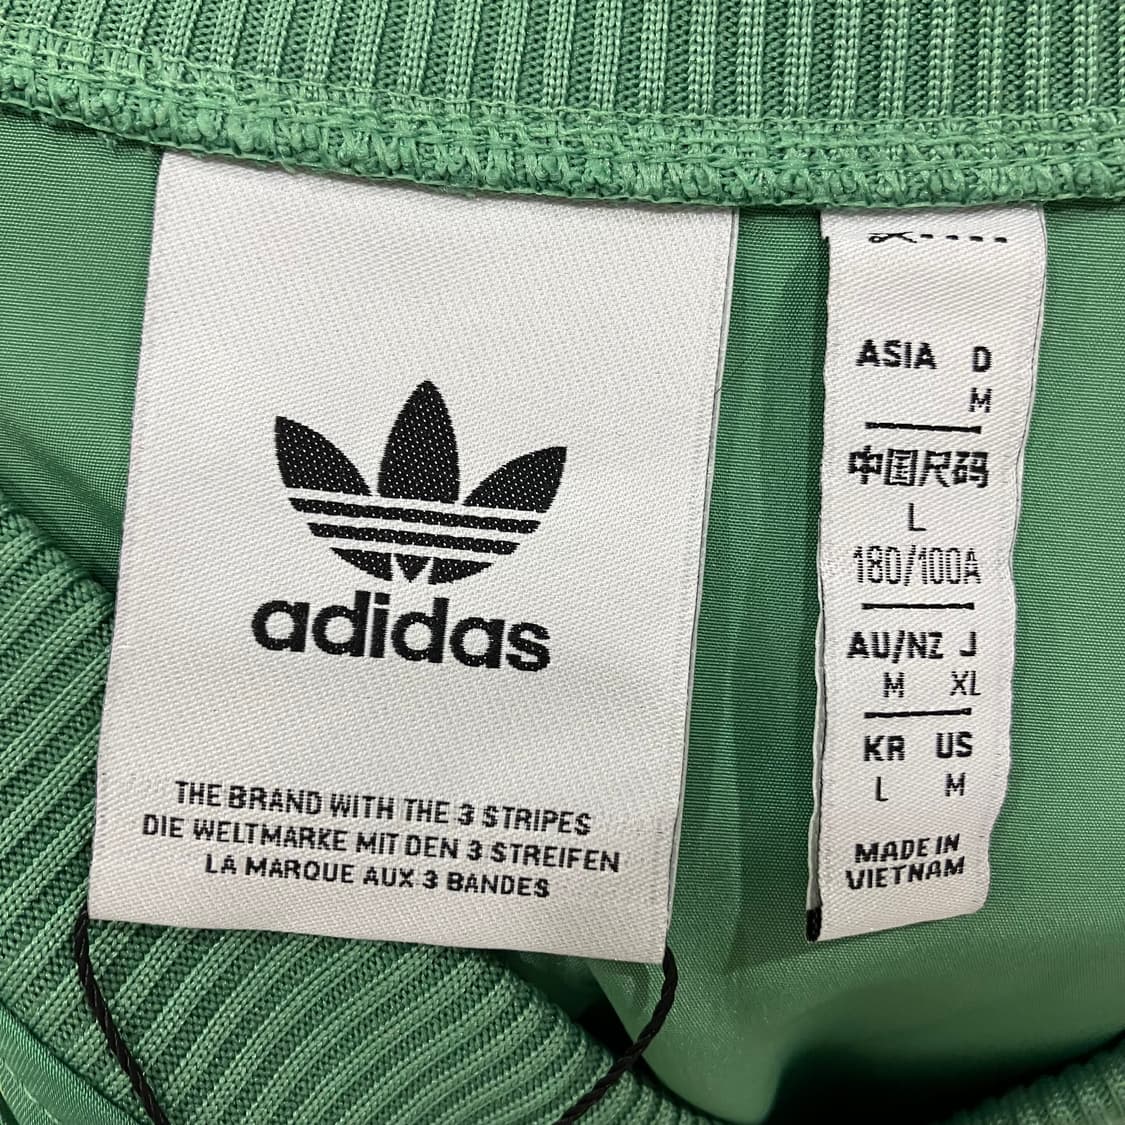 adidas
THE BRAND WITH THE 3 STRIPES
DIE WELTMARKE MIT DEN 3 STREIFEN
LA MARQUE AUX 3 BANDES
ASIA D
M
中国尺码
L
180/100A
AU/NZ J
M XL
KR US
L M
MADE IN
VIETNAM